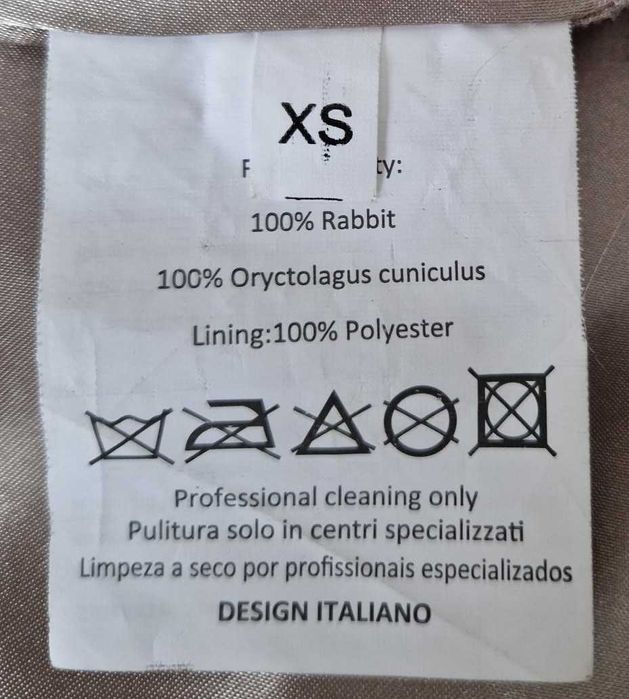 XS
100% Rabbit
100% Oryctolagus cuniculus
Lining:100% Polyester
Professional cleaning only
Pulitura solo in centri specializzati
Limpeza a seco por profissionais especializados
DESIGN ITALIANO